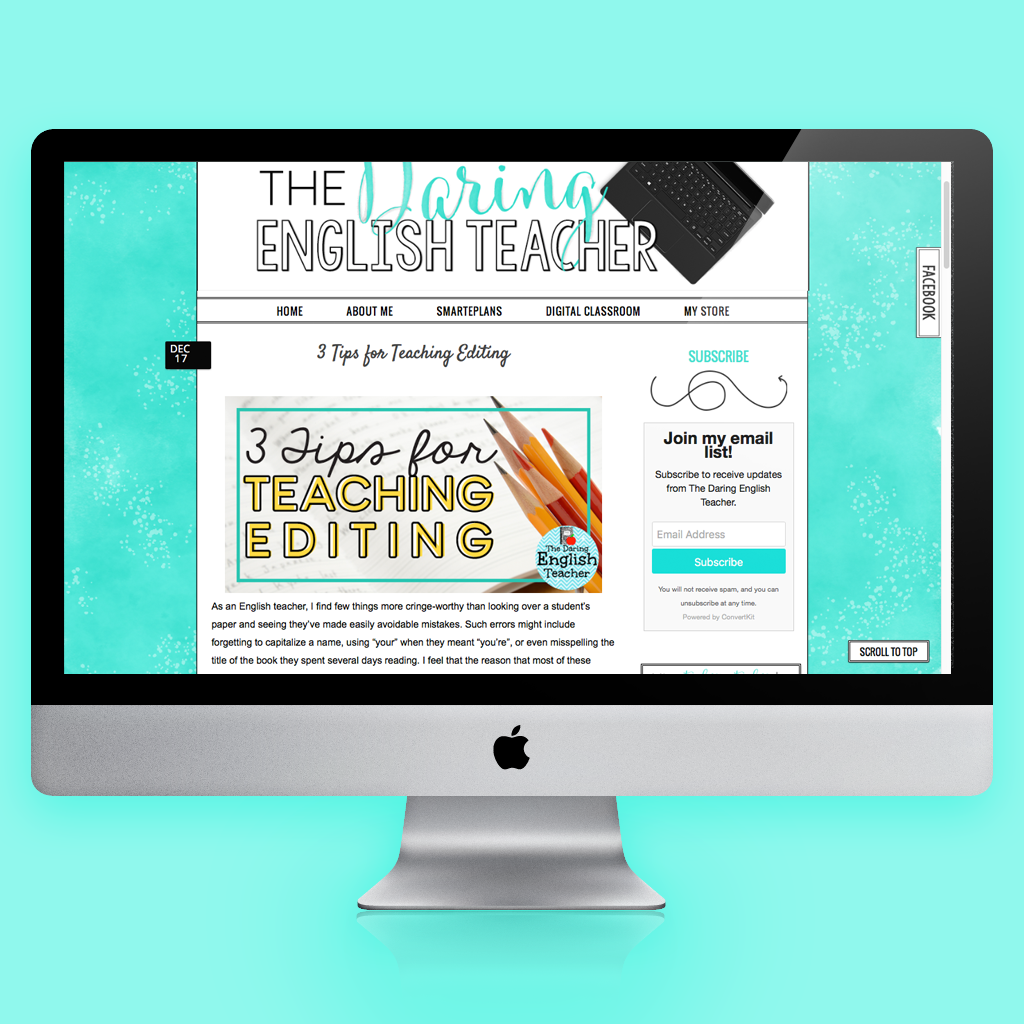 THE Daring
ENGLISH TEACHER
HOME ABOUT ME SMARTEPLANS DIGITAL CLASSROOM MY STORE
FACEBOOK
DEC
17
3 Tips for Teaching Editing
3 Tips for
TEACHING
EDITING
The Daring
English
Teacher
As an English teacher, I find few things more cringe-worthy than looking over a student's
paper and seeing they've made easily avoidable mistakes. Such errors might include
forgetting to capitalize a name, using “your” when they meant “you’re”, or even misspelling the
title of the book they spent several days reading. I feel that the reason that most of these
SUBSCRIBE
Join my email
list!
Subscribe to receive updates
from The Daring English
Teacher.
Email Address
Subscribe
You will not receive spam, and you can
unsubscribe at any time.
Powered by ConvertKit
SCROLL TO TOP